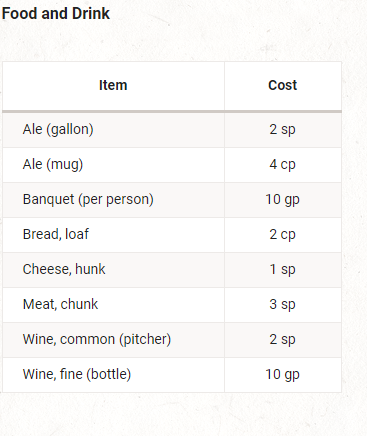 Food and Drink
Item Cost
Ale (gallon) 2 sp
Ale (mug) 4 cp
Banquet (per person) 10 gp
Bread, loaf 2 cp
Cheese, hunk 1 sp
Meat, chunk 3 sp
Wine, common (pitcher) 2 sp
Wine, fine (bottle) 10 gp